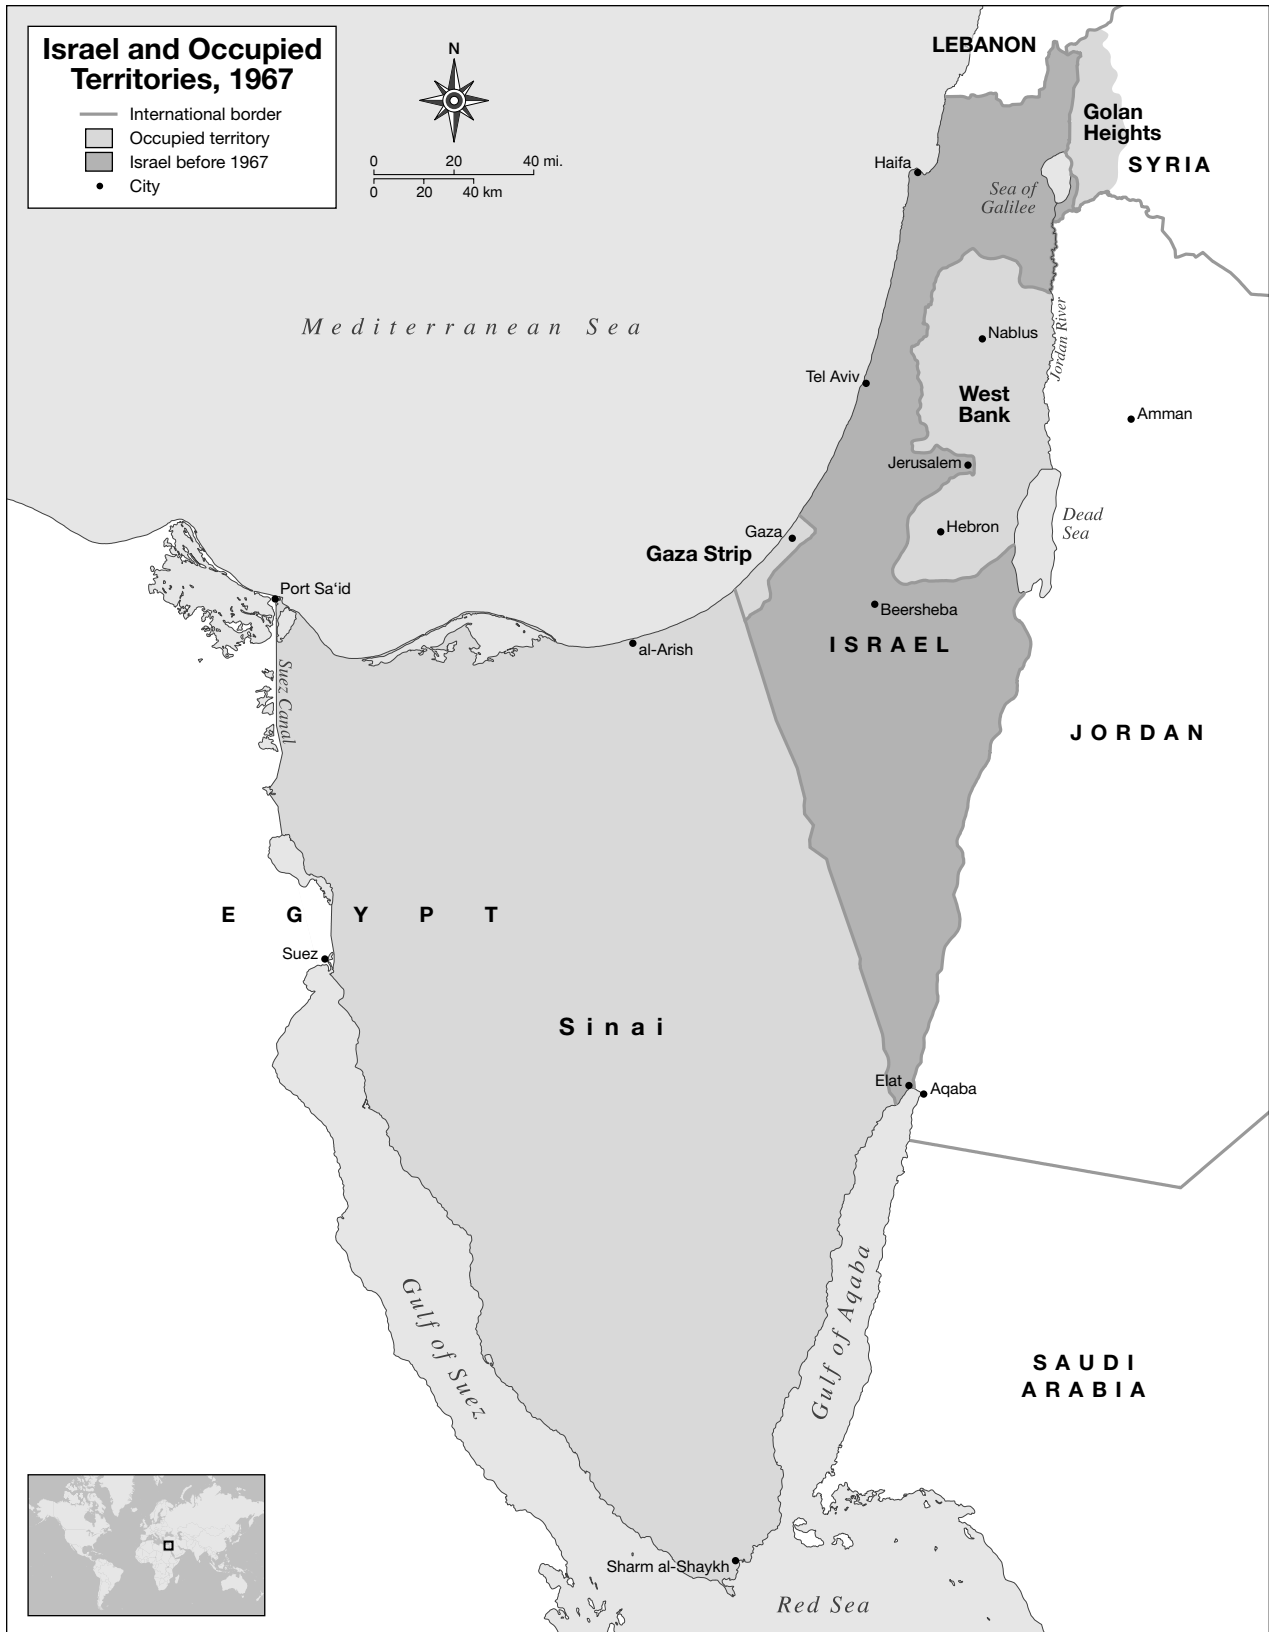 Israel and Occupied
Territories, 1967
International border
Occupied territory
Israel before 1967
City
N
0 20 40 mi.
0 20 40 km
LEBANON
Golan
Heights
SYRIA
Haifa
Sea of
Galilee
Mediterranean Sea
Nablus
Jordan River
Tel Aviv
West
Bank
Amman
Jerusalem
Dead
Sea
Hebron
Gaza
Gaza Strip
Port Sa‘id
Beersheba
al-Arish
ISRAEL
Suez Canal
JORDAN
EGYPT
Suez
Sinai
Elat
Aqaba
Gulf of Suez
Gulf of Aqaba
SAUDI
ARABIA
Sharm al-Shaykh
Red Sea